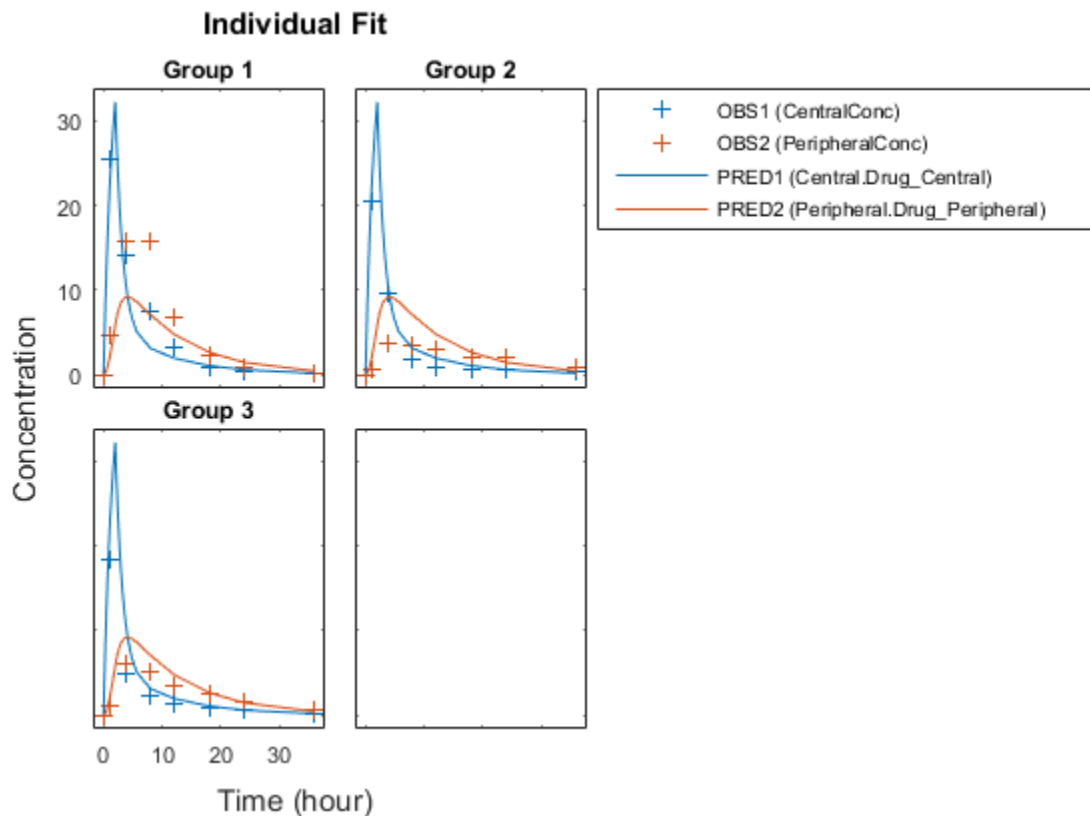 Individual Fit
Group 1
Group 2
OBS1 (CentralConc)
OBS2 (PeripheralConc)
PRED1 (Central.Drug_Central)
PRED2 (Peripheral.Drug_Peripheral)
30
20
10
0
Group 3
Concentration
0 10 20 30
Time (hour)